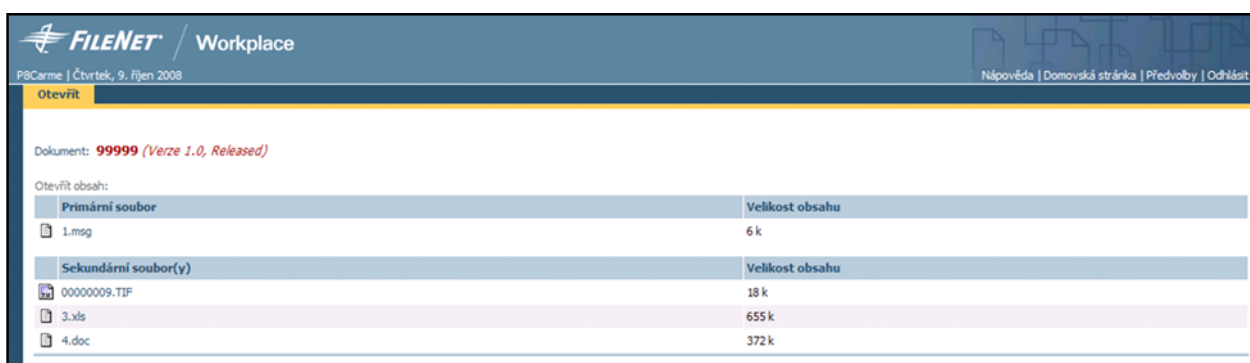 FILENET / Workplace
P8Carme | Čtvrtek, 9. říjen 2008
Nápověda | Domovská stránka | Předvolby | Odhlásit
Otevřít
Dokument: 99999 (Verze 1.0, Released)
Otevřít obsah:
Primární soubor Velikost obsahu
1.msg 6 k
Sekundární soubor(y) Velikost obsahu
00000009.TIF 18 k
3.xls 655 k
4.doc 372 k